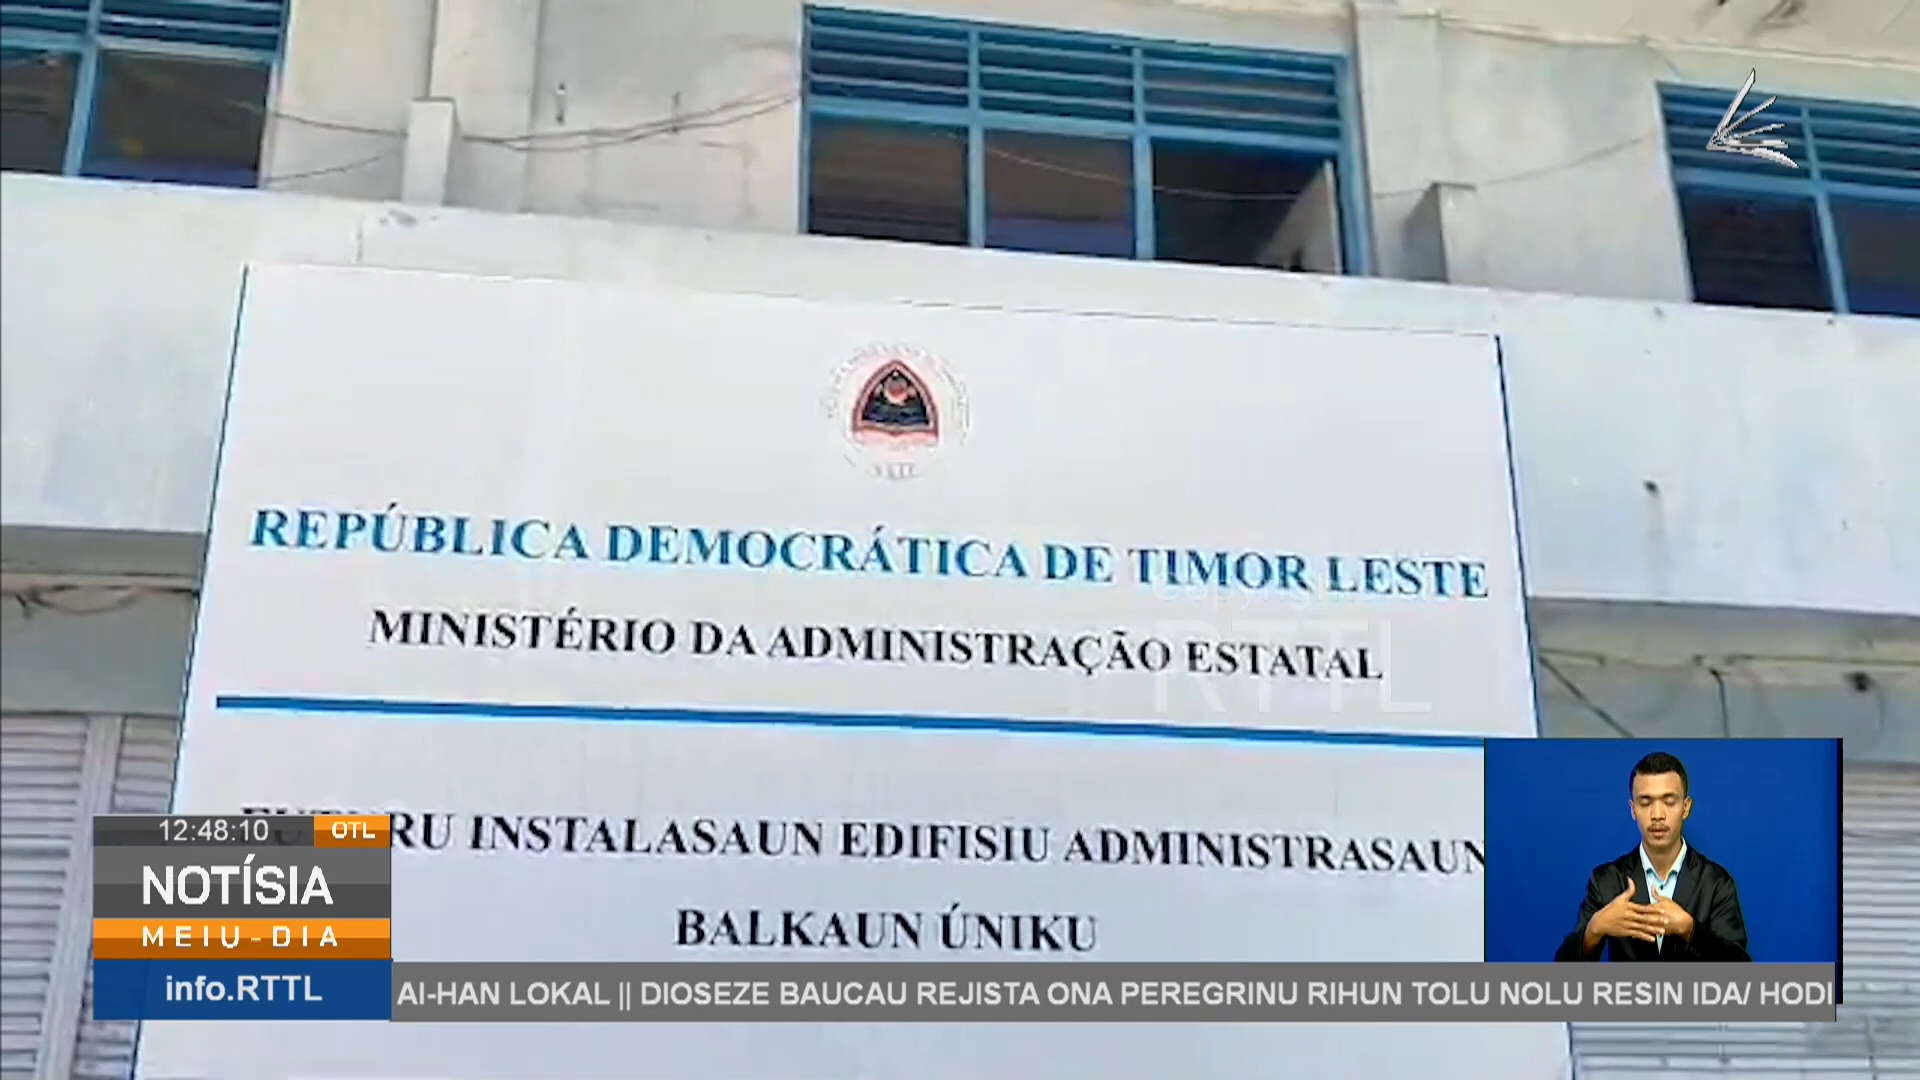 REPÚBLICA DEMOCRÁTICA DE TIMOR LESTE
MINISTÉRIO DA ADMINISTRAÇÃO ESTATAL
Copyright
RTTL
INSTALASAUN EDIFISIU ADMINISTRASAUN
BALKAUN ÚNIKU
12:48:10 OTL
NOTÍSIA
MEIU-DIA
info.RTTL
AI-HAN LOKAL || DIOSEZE BAUCAU REJISTA ONA PEREGRINU RIHUN TOLU NOLU RESIN IDA/ HODI